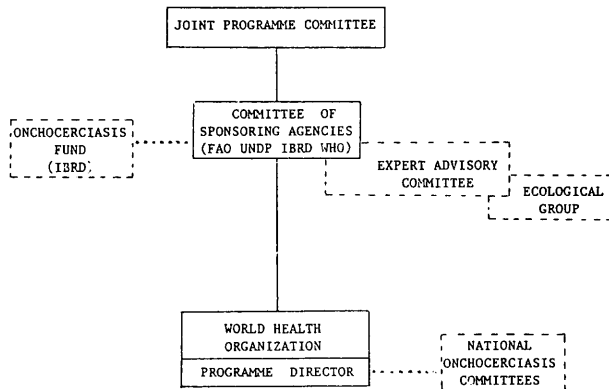 JOINT PROGRAMME COMMITTEE
COMMITTEE OF
SPONSORING AGENCIES
(FAO UNDP IBRD WHO)
ONCHOCERCIASIS
FUND
(IBRD)
EXPERT ADVISORY
COMMITTEE
ECOLOGICAL
GROUP
WORLD HEALTH
ORGANIZATION
PROGRAMME DIRECTOR
NATIONAL
ONCHOCERCIASIS
COMMITTEES